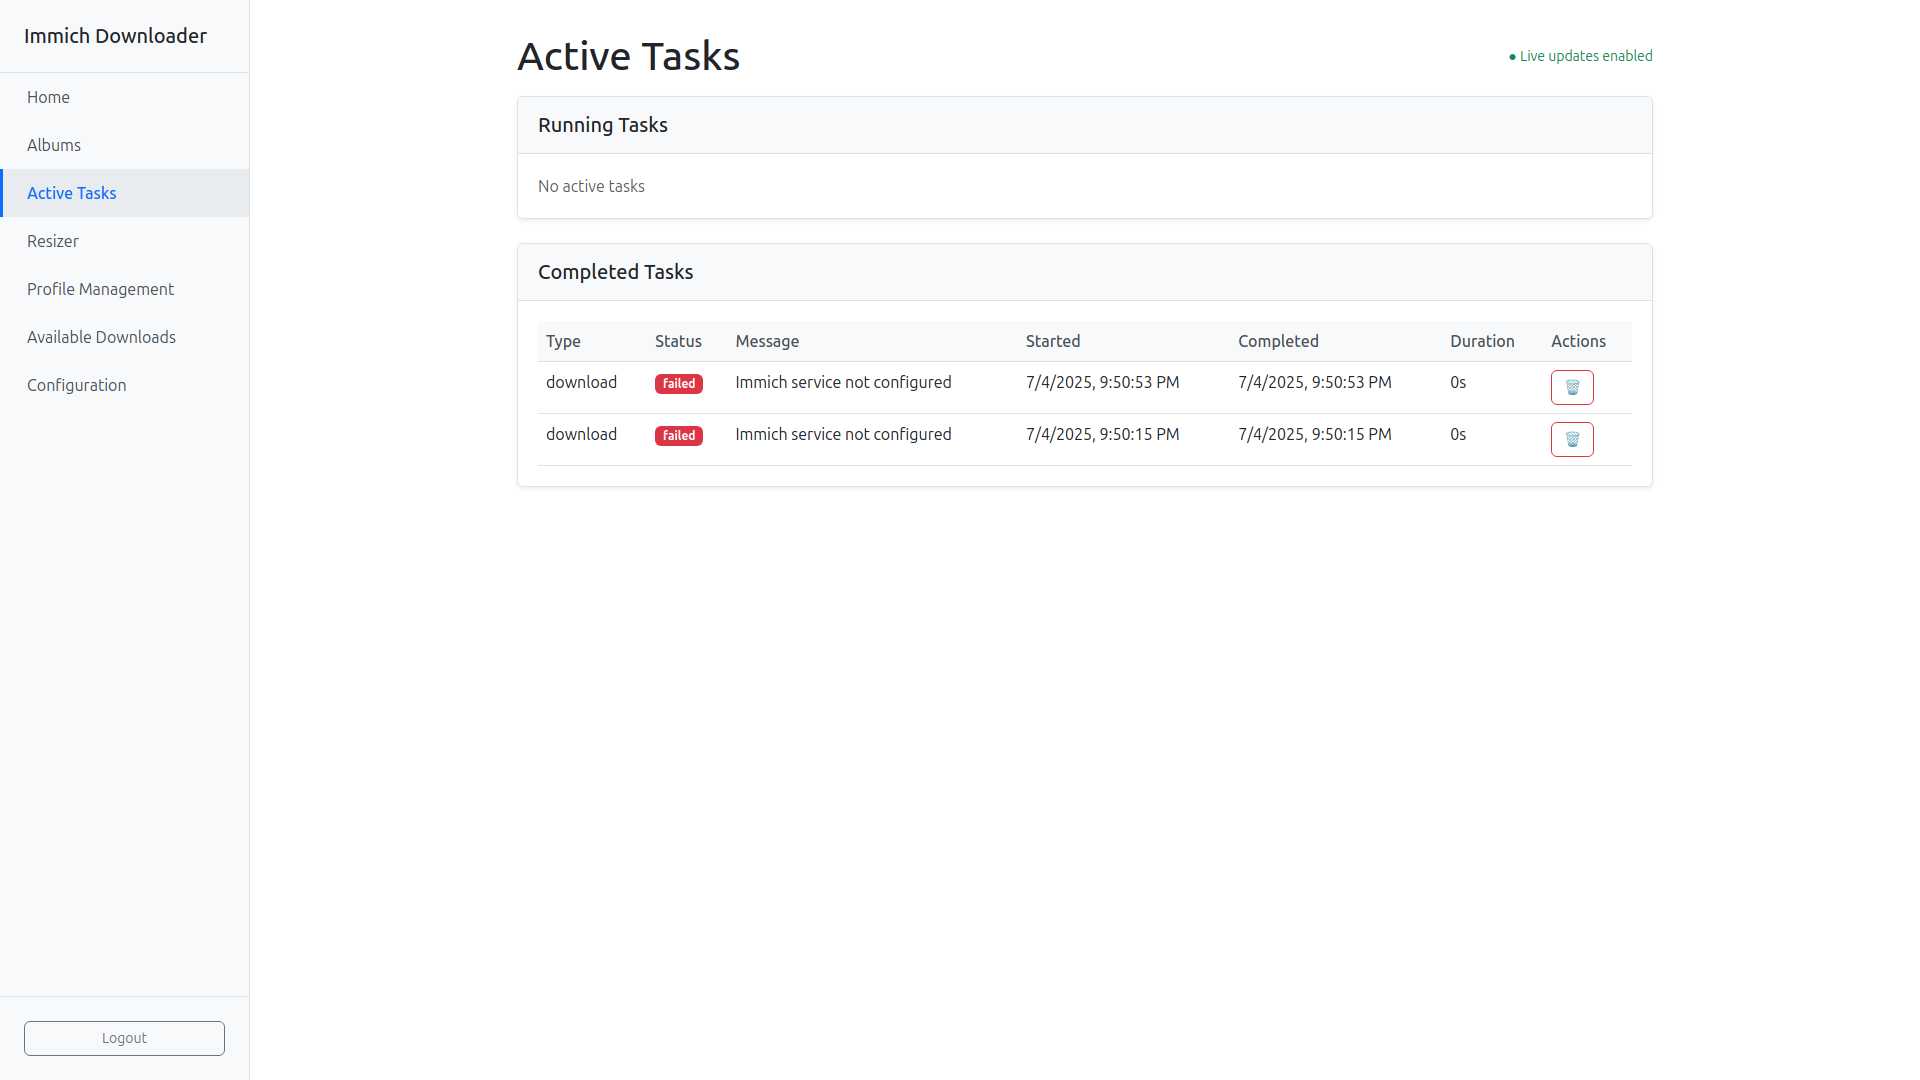 Immich Downloader
Home
Albums
Active Tasks
Resizer
Profile Management
Available Downloads
Configuration
Logout
Active Tasks
● Live updates enabled
Running Tasks
No active tasks
Completed Tasks
Type Status Message Started Completed Duration Actions
download failed Immich service not configured 7/4/2025, 9:50:53 PM 7/4/2025, 9:50:53 PM 0s
download failed Immich service not configured 7/4/2025, 9:50:15 PM 7/4/2025, 9:50:15 PM 0s